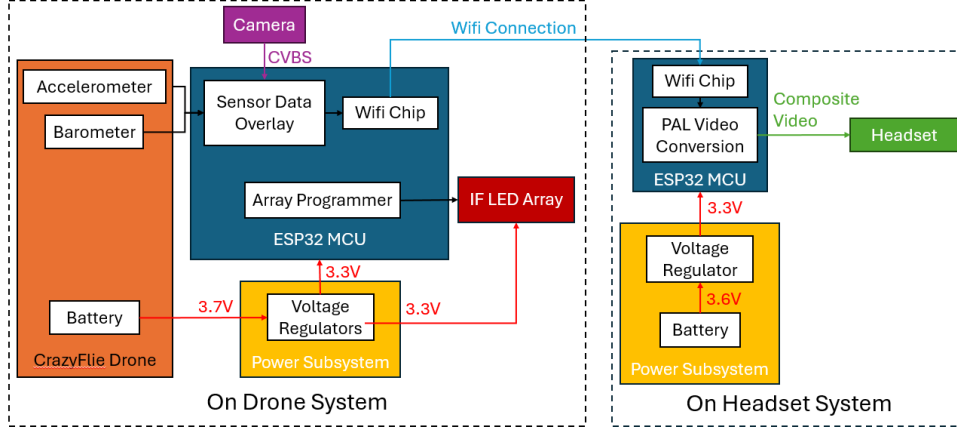 Camera
CVBS
Wifi Connection
Accelerometer
Barometer
Sensor Data
Overlay
Wifi Chip
Array Programmer
ESP32 MCU
IF LED Array
3.3V
3.7V
Battery
CrazyFlie Drone
Voltage
Regulators
3.3V
Power Subsystem
On Drone System
Wifi Chip
PAL Video
Conversion
ESP32 MCU
Composite
Video
Headset
3.3V
Voltage
Regulator
3.6V
Battery
Power Subsystem
On Headset System